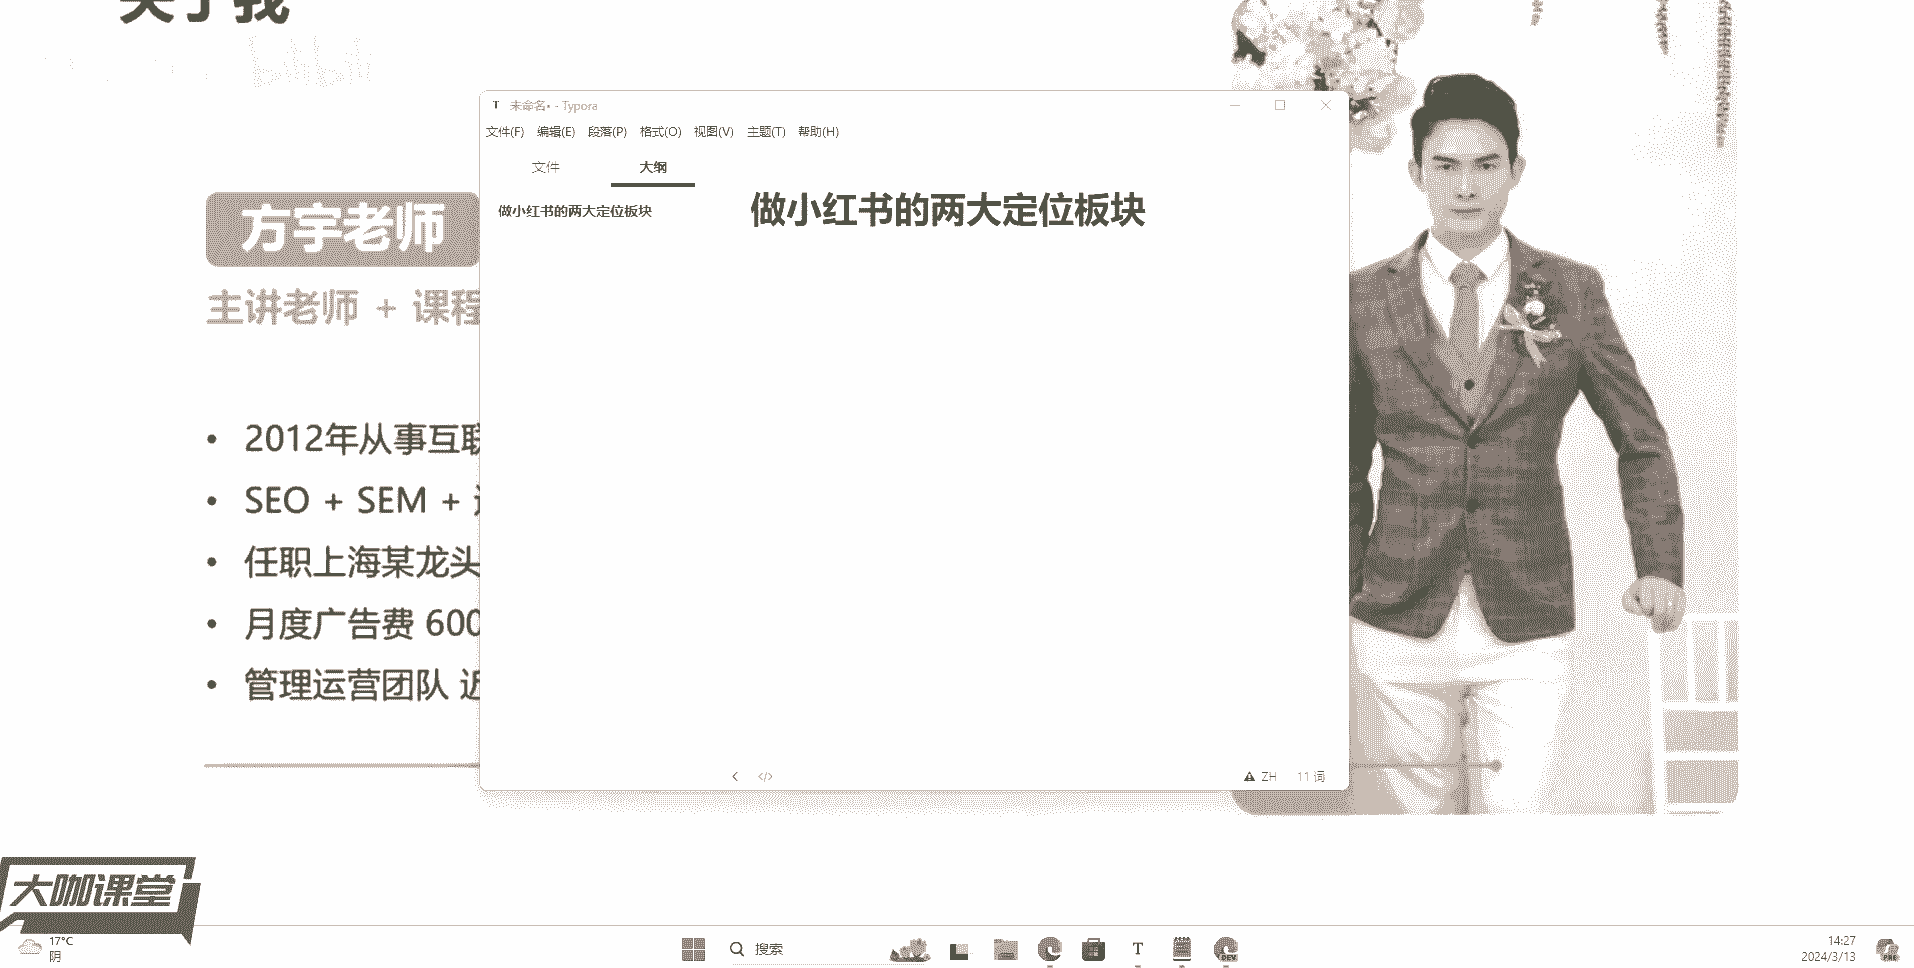 关于我
bilibili
未命名• - Typora
文件(F) 编辑(E) 段落(P) 格式(O) 视图(V) 主题(T) 帮助(H)
文件 大纲
做小红书的两大定位板块
做小红书的两大定位板块
方宇老师
主讲老师 + 课程
• 2012年从事互联
• SEO + SEM +
• 任职上海某龙头
• 月度广告费 600
• 管理运营团队 近
ZH 11 词
大咖课堂
17°C
阴
搜索
T
DEV
14:27
2024/3/13
PRE